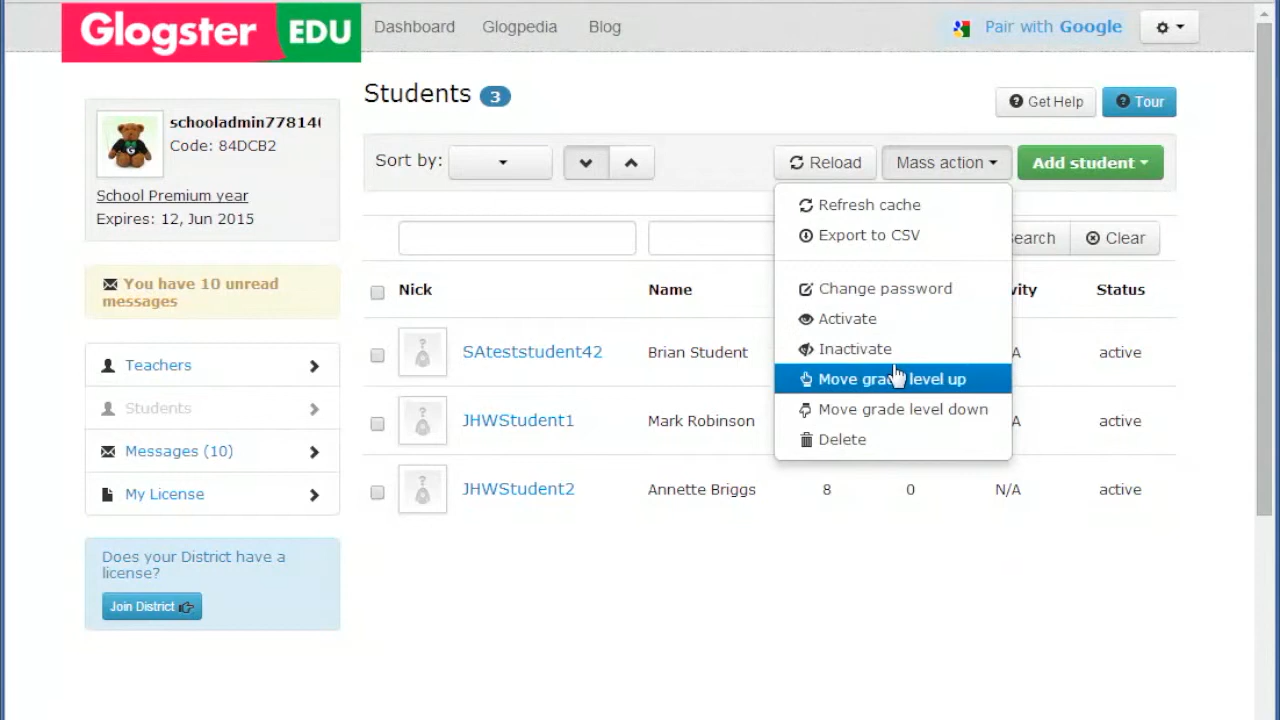 Glogster EDU
Dashboard Glogpedia Blog
Pair with Google
schooladmin77814
Code: 84DCB2
School Premium year
Expires: 12, Jun 2015
You have 10 unread
messages
Teachers
Students
Messages (10)
My License
Does your District have a
license?
Join District
Students 3
Get Help
Tour
Sort by:
Reload
Mass action
Add student
Refresh cache
Export to CSV
Change password
Activate
Inactivate
Move grade level up
Move grade level down
Delete
earch
Clear
Nick Name vity Status
SAteststudent42 Brian Student A active
JHWStudent1 Mark Robinson A active
JHWStudent2 Annette Briggs 8 0 N/A active